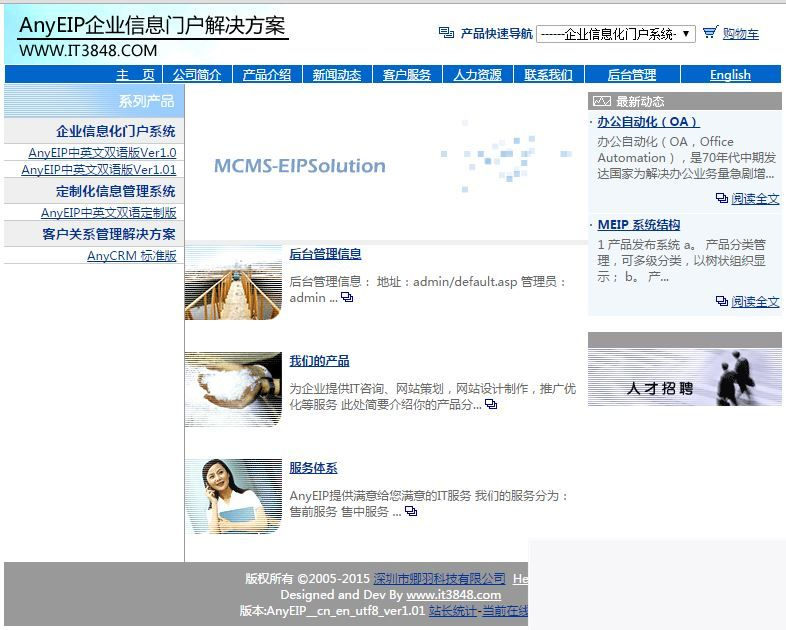 AnyEIP企业信息门户解决方案
WWW.IT3848.COM
产品快速导航 ------企业信息化门户系统- 购物车
主 页 公司简介 产品介绍 新闻动态 客户服务 人力资源 联系我们 后台管理 English
系列产品
企业信息化门户系统
AnyEIP中英文双语版Ver1.0
AnyEIP中英文双语版Ver1.01
定制化信息管理系统
AnyEIP中英文双语定制版
客户关系管理解决方案
AnyCRM 标准版
MCMS-EIPSolution
后台管理信息
后台管理信息： 地址：admin/default.asp 管理员：
admin ...
我们的产品
为企业提供IT咨询、网站策划，网站设计制作，推广优
化等服务 此处简要介绍你的产品分...
服务体系
AnyEIP提供满意给您满意的IT服务 我们的服务分为：
售前服务 售中服务 ...
最新动态
· 办公自动化（OA）
办公自动化（OA，Office
Automation），是70年代中期发
达国家为解决办公业务量急剧增...
阅读全文
· MEIP 系统结构
1 产品发布系统 a。 产品分类管
理，可多级分类，以树状组织显
示； b。 产...
阅读全文
人才招聘
版权所有 ©2005-2015 深圳市卿羽科技有限公司 He
Designed and Dev By www.it3848.com
版本:AnyEIP__cn_en_utf8_ver1.01 站长统计-当前在线